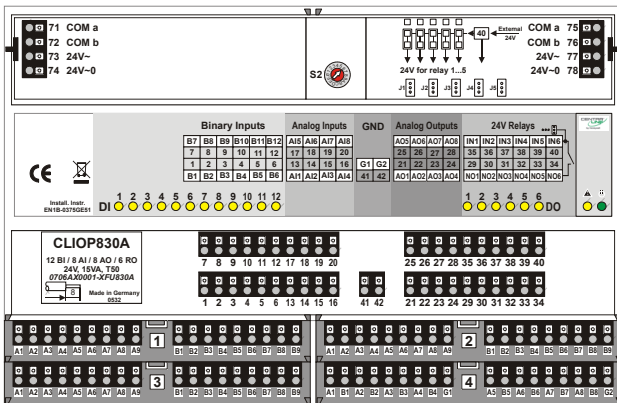 71 COM a
72 COM b
73 24V~
74 24V~0
S2
40
External
24V
24V for relay 1...5
J1 J2 J3 J4 J5
COM a 75
COM b 76
24V~ 77
24V~0 78
Binary Inputs
B7 B8 B9 B10 B11 B12
7 8 9 10 11 12
1 2 3 4 5 6
B1 B2 B3 B4 B5 B6
Analog Inputs
AI5 AI6 AI7 AI8
17 18 19 20
13 14 15 16
AI1 AI2 AI3 AI4
GND
G1 G2
41 42
Analog Outputs
AO5 AO6 AO7 AO8
25 26 27 28
21 22 23 24
AO1 AO2 AO3 AO4
24V Relays
IN1 IN2 IN3 IN4 IN5 IN6
35 36 37 38 39 40
29 30 31 32 33 34
NO1 NO2 NO3 NO4 NO5 NO6
CE
Install. Instr.
EN1B-0375GE51
DI 1 2 3 4 5 6 7 8 9 10 11 12
1 2 3 4 5 6 DO
CENTRA
LINE
CLIOP830A
12 BI / 8 AI / 8 AO / 6 RO
24V, 15VA, T50
0706AX0001-XFU830A
8
Made in Germany
0532
7 8 9 10 11 12 17 18 19 20
25 26 27 28 35 36 37 38 39 40
1 2 3 4 5 6 13 14 15 16
41 42
21 22 23 24 29 30 31 32 33 34
A1 A2 A3 A4 A5 A6 A7 A8 A9
1
B1 B2 B3 B4 B5 B6 B7 B8 B9
A1 A2 A3 A4 A5 A6 A7 A8 A9
2
B1 B2 B3 B4 B5 B6 B7 B8 B9
A1 A2 A3 A4 A5 A6 A7 A8 A9
3
B1 B2 B3 B4 B5 B6 B7 B8 B9
A1 B1 A2 B2 A3 B3 A4 B4 G1
4
A5 B5 A6 B6 A7 B7 A8 B8 G2